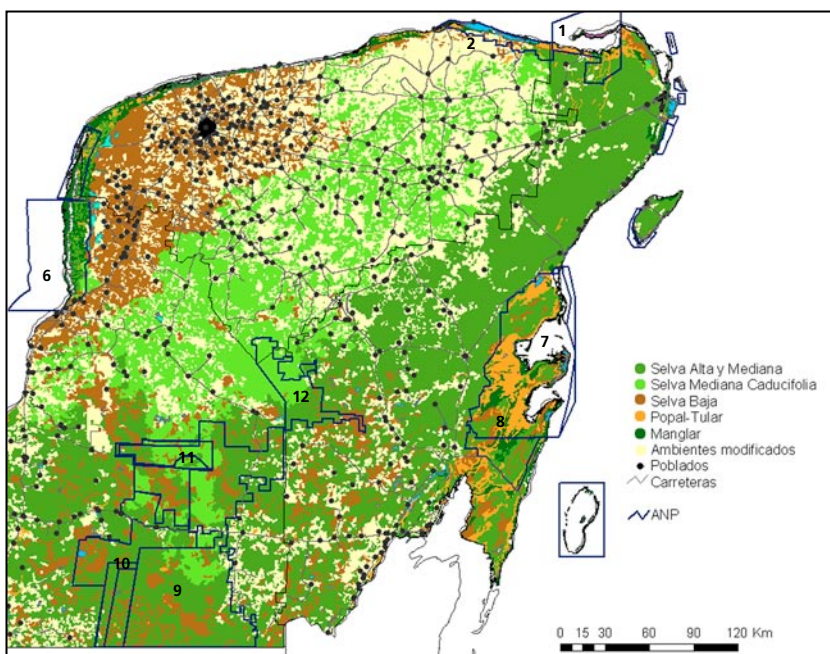 1
2
6
7
12
8
11
10
9
Selva Alta y Mediana
Selva Mediana Caducifolia
Selva Baja
Popal-Tular
Manglar
Ambientes modificados
Poblados
Carreteras
ANP
0 15 30 60 90 120 Km